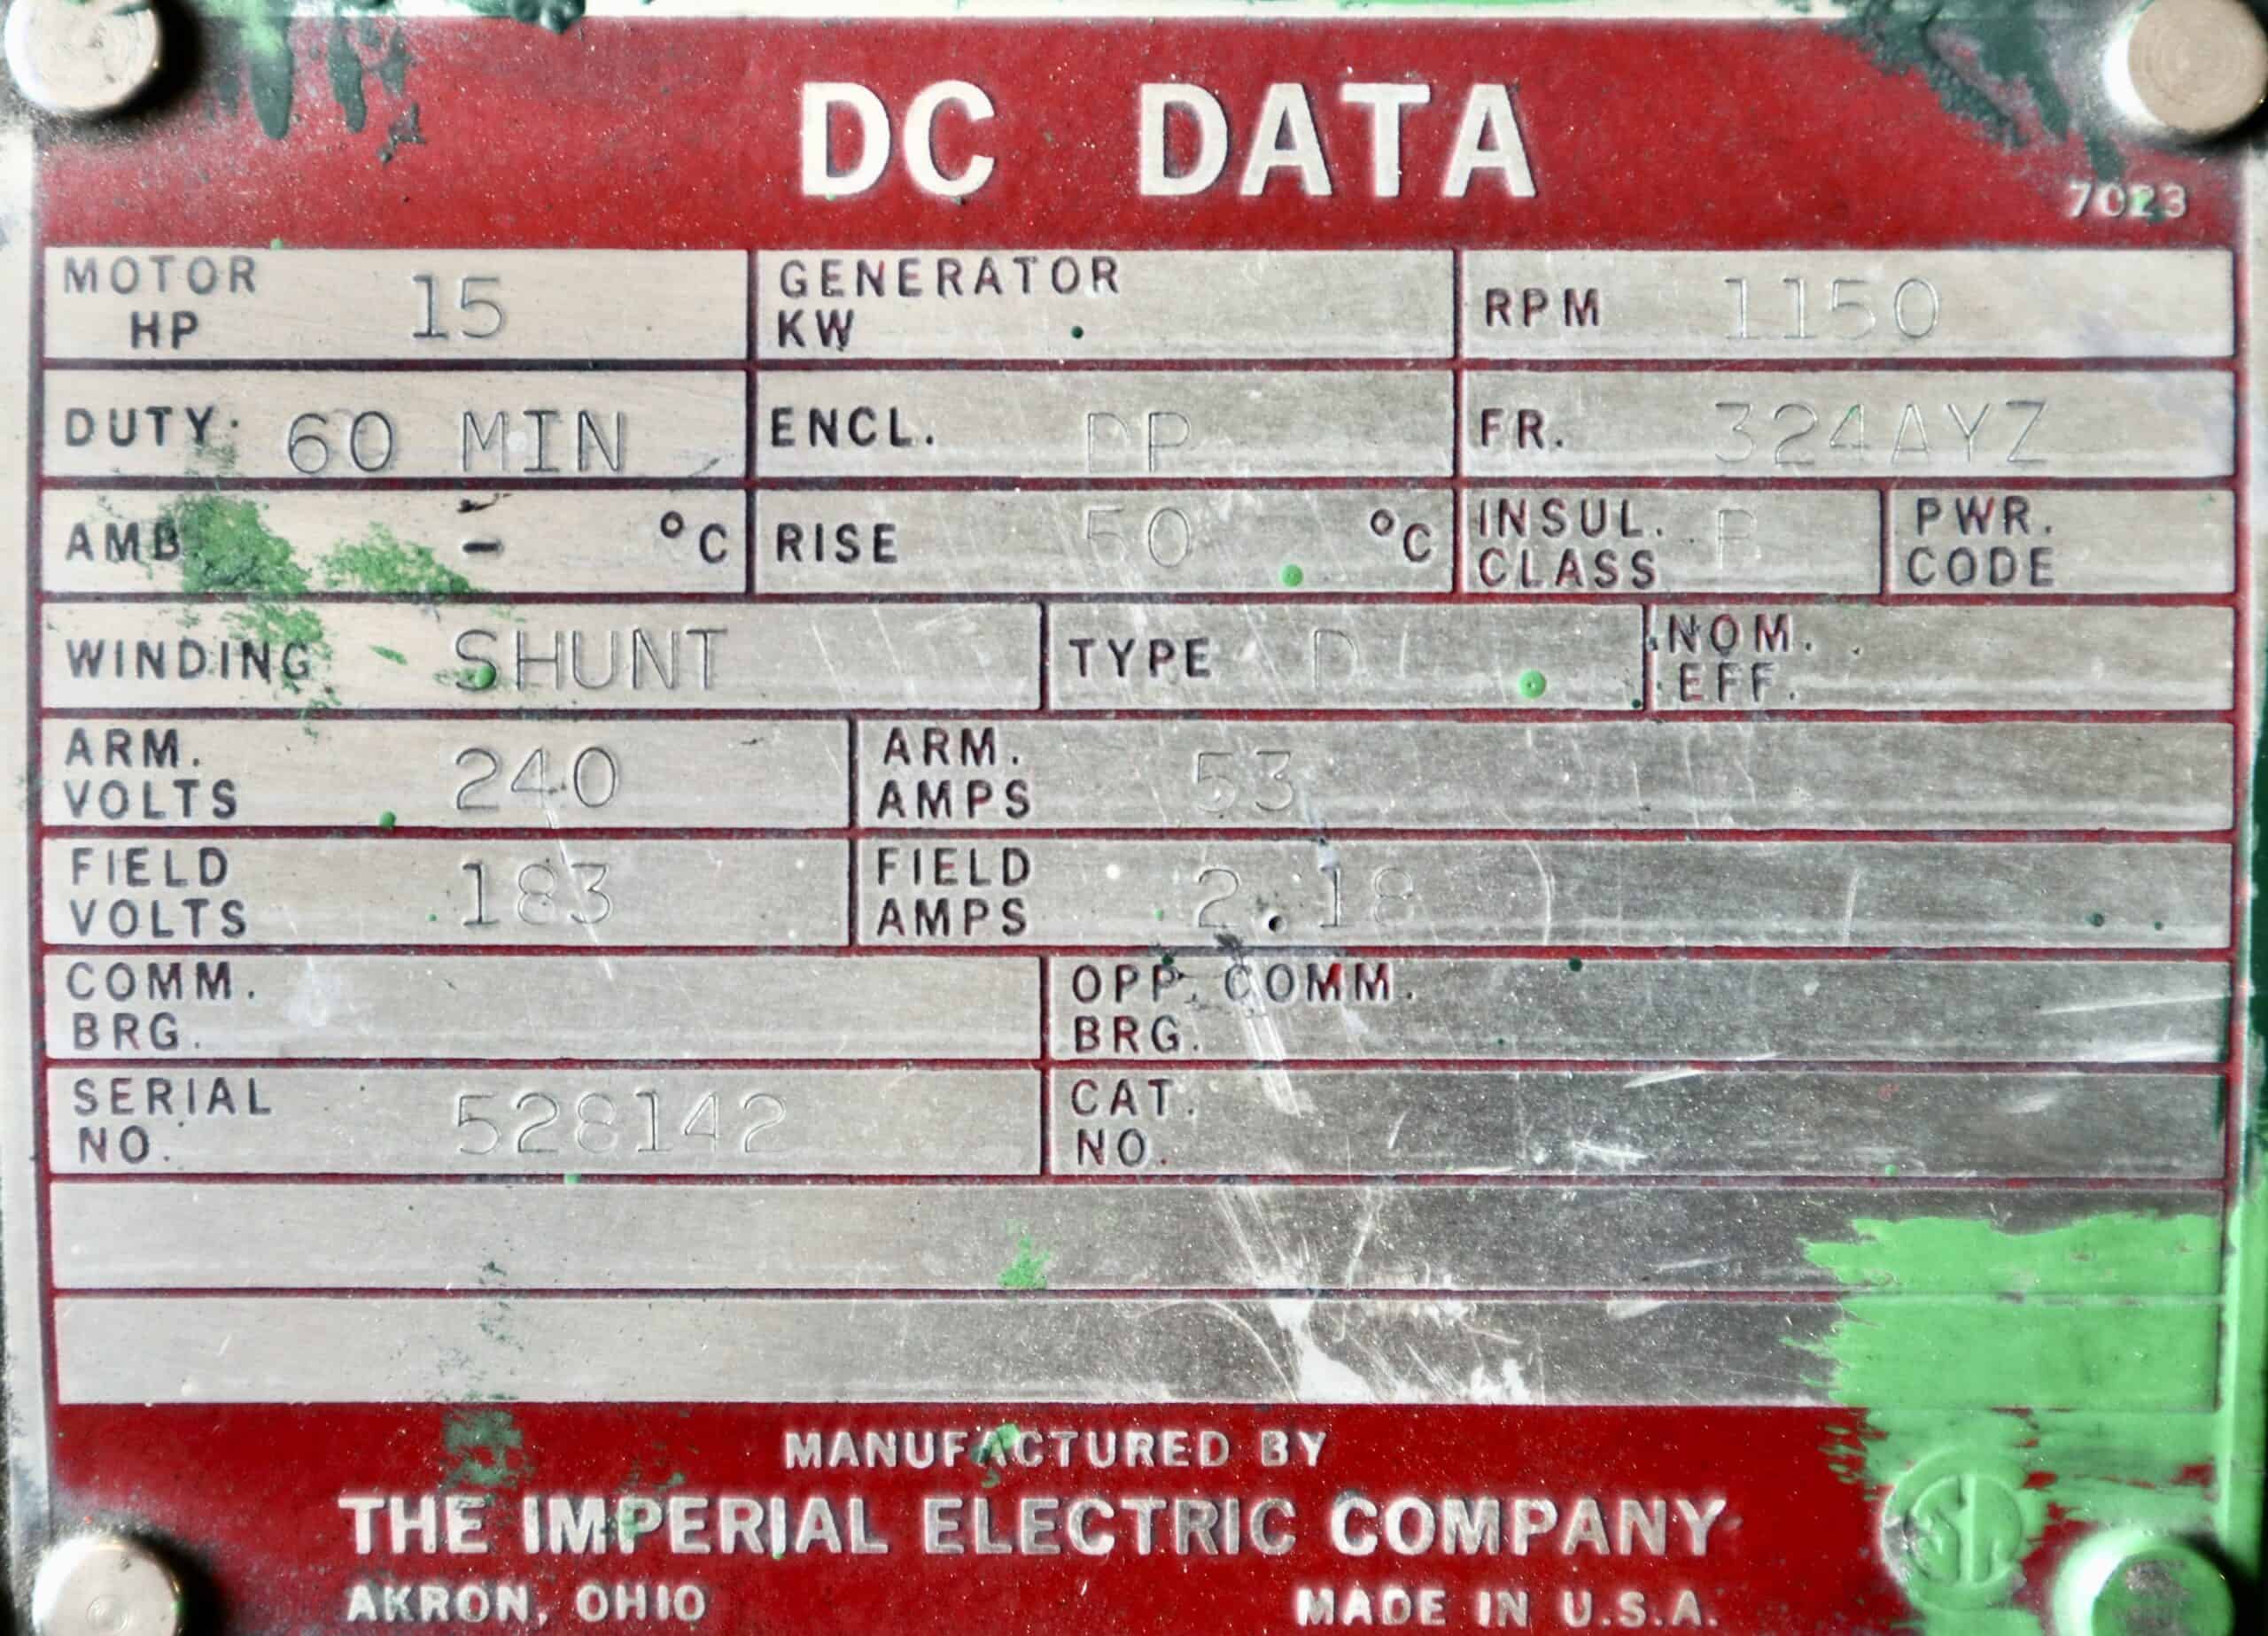 DC DATA
7023
MOTOR HP 15 GENERATOR KW RPM 1150
DUTY 60 MIN ENCL. DP FR. 324AYZ
AMB - °C RISE 50 °C INSUL. CLASS PWR. CODE
WINDING SHUNT TYPE D NOM. EFF.
ARM. VOLTS 240 ARM. AMPS 53
FIELD VOLTS 183 FIELD AMPS 2.18
COMM. BRG. OPP. COMM. BRG.
SERIAL NO. 528142 CAT. NO.
MANUFACTURED BY
THE IMPERIAL ELECTRIC COMPANY
AKRON, OHIO MADE IN U.S.A.